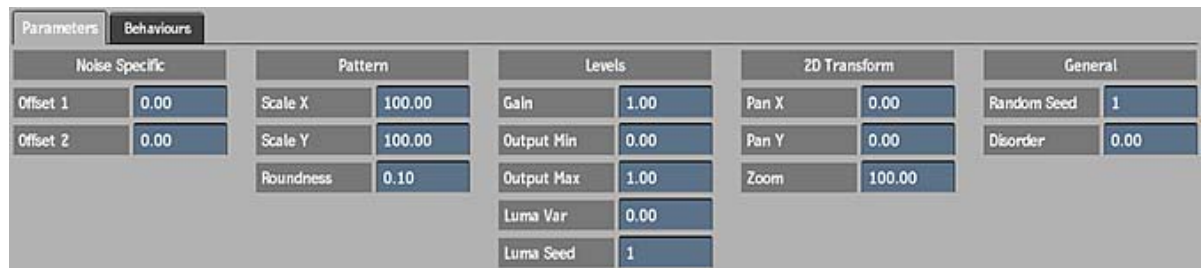 Parameters Behaviours
Noise Specific Pattern Levels 2D Transform General
Offset 1 0.00 Scale X 100.00 Gain 1.00 Pan X 0.00 Random Seed 1
Offset 2 0.00 Scale Y 100.00 Output Min 0.00 Pan Y 0.00 Disorder 0.00
Roundness 0.10 Output Max 1.00 Zoom 100.00
Luma Var 0.00
Luma Seed 1